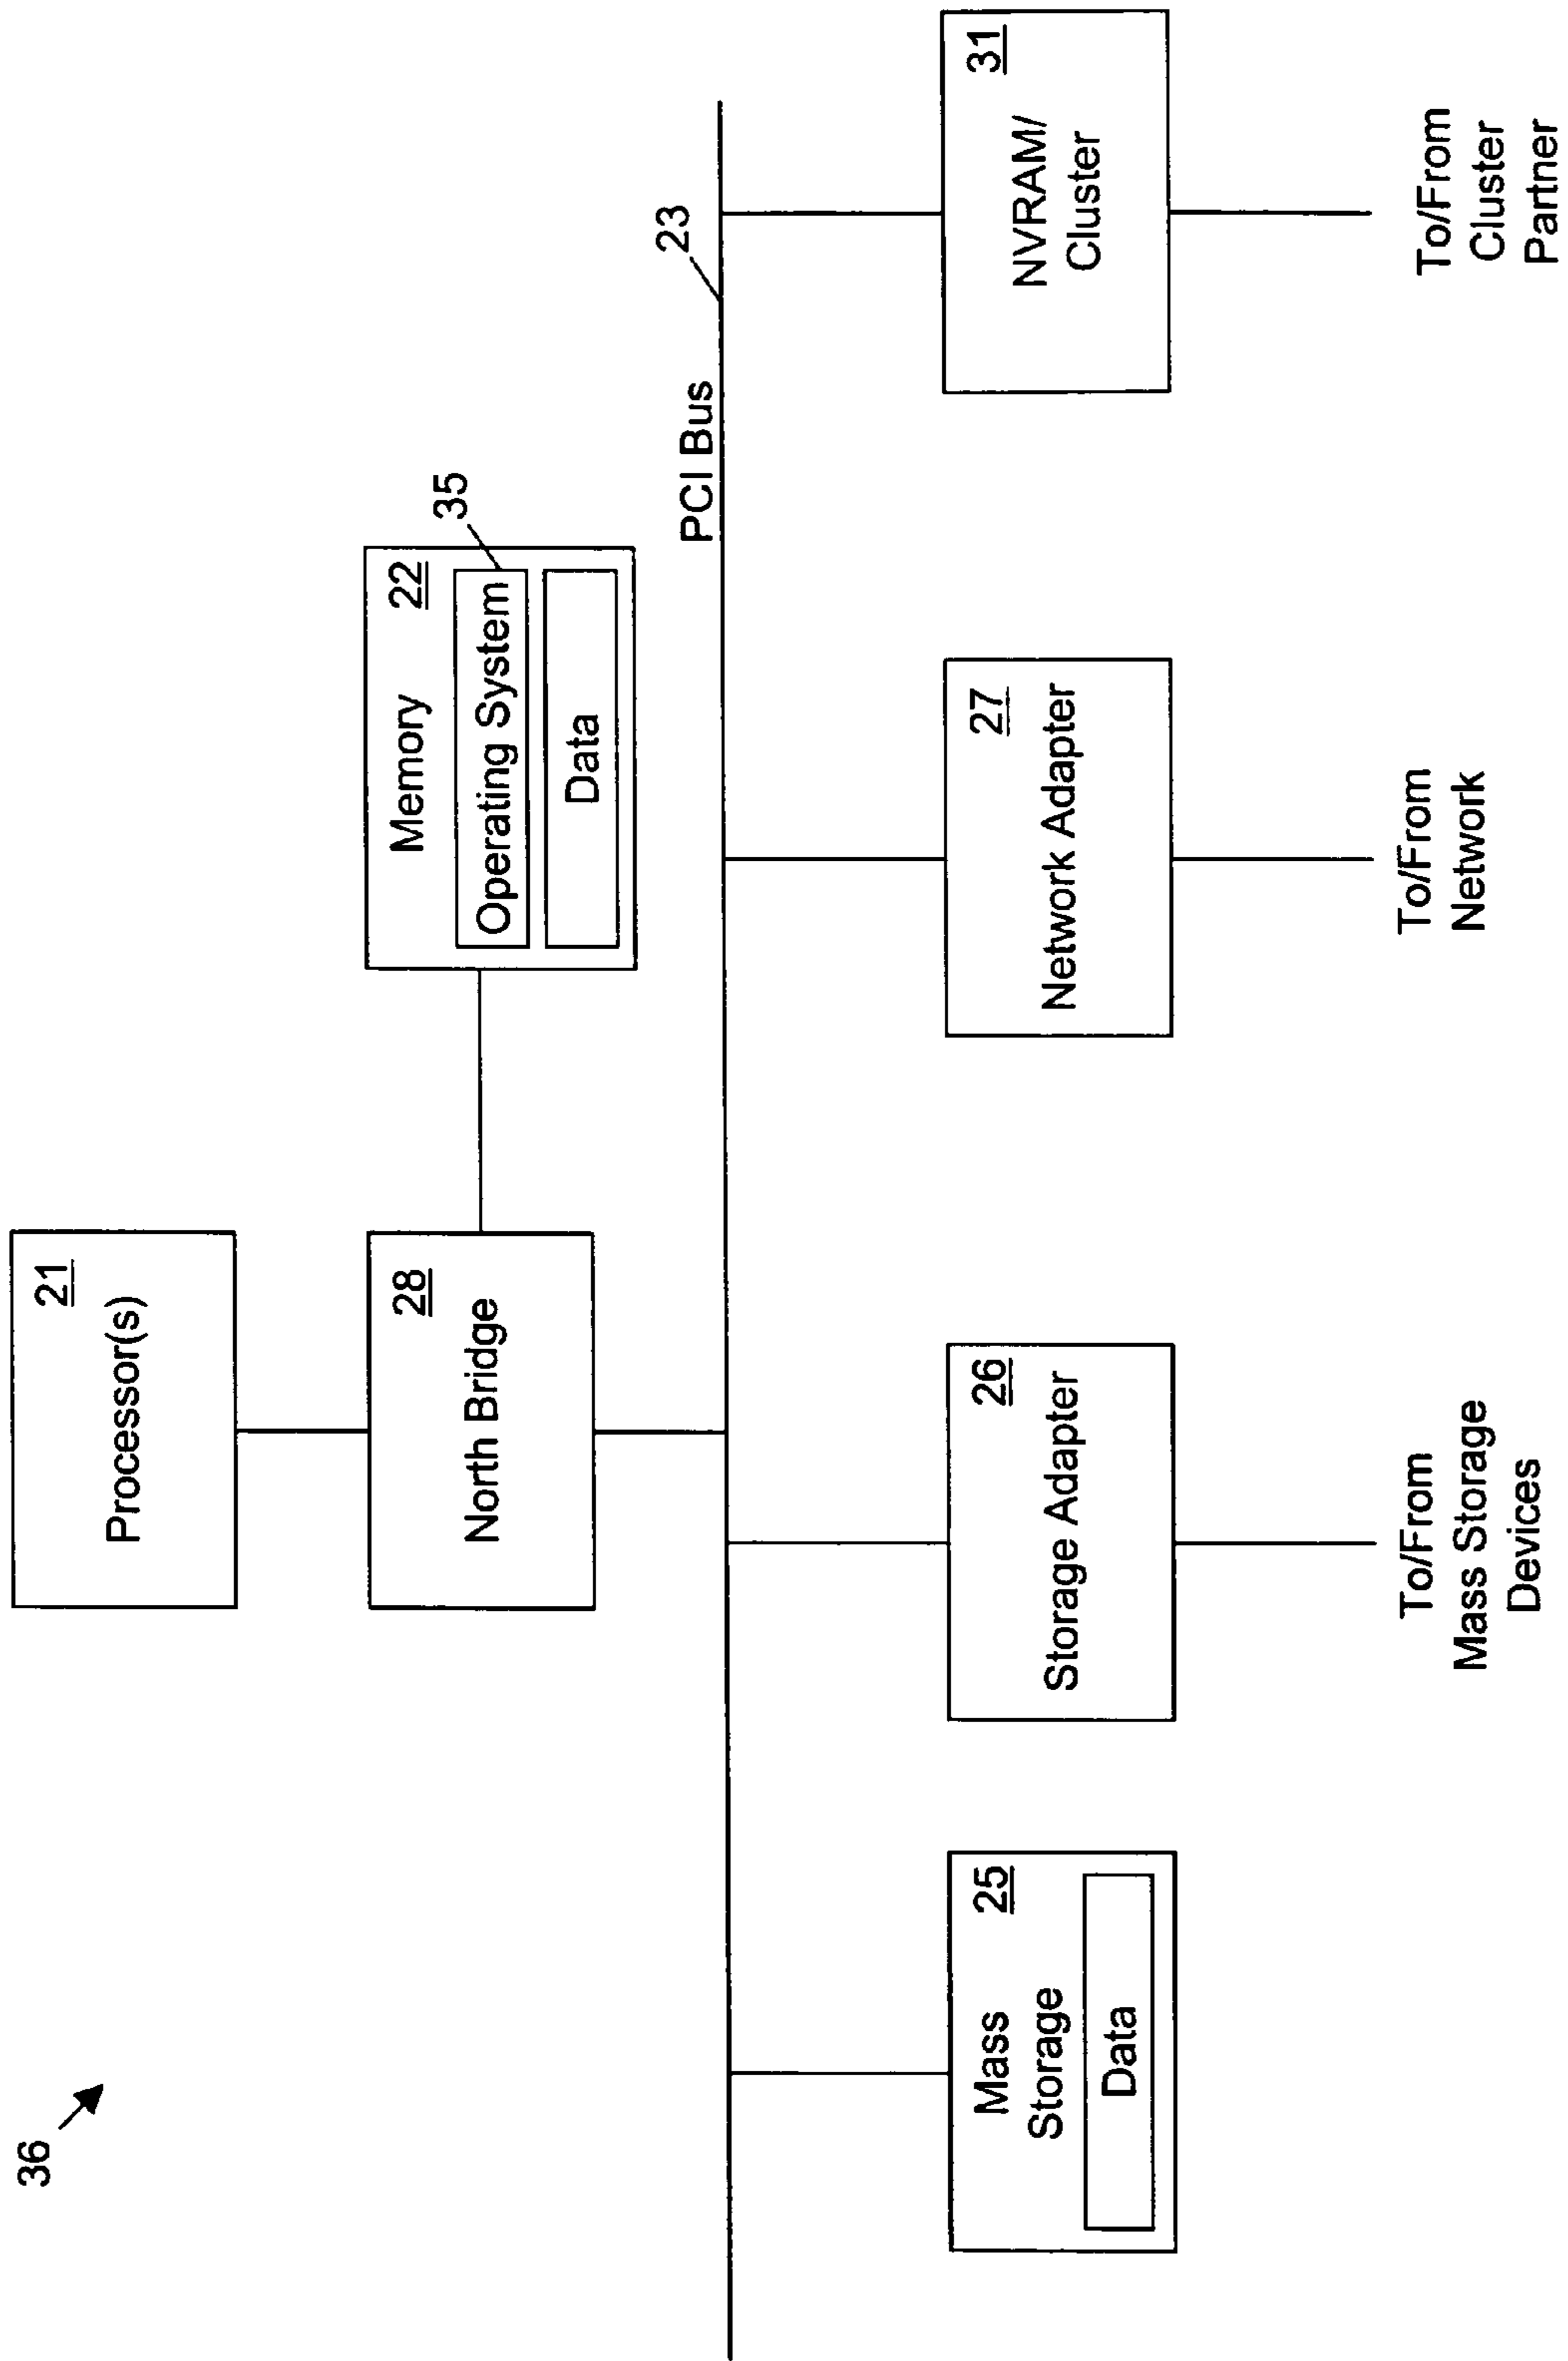 36
21
Processor(s)
28
North Bridge
22
Memory
Operating System
Data
35
PCI Bus
23
25
Mass
Storage
Data
26
Storage Adapter
27
Network Adapter
31
NVRAM/
Cluster
To/From
Mass Storage
Devices
To/From
Network
To/From
Cluster
Partner